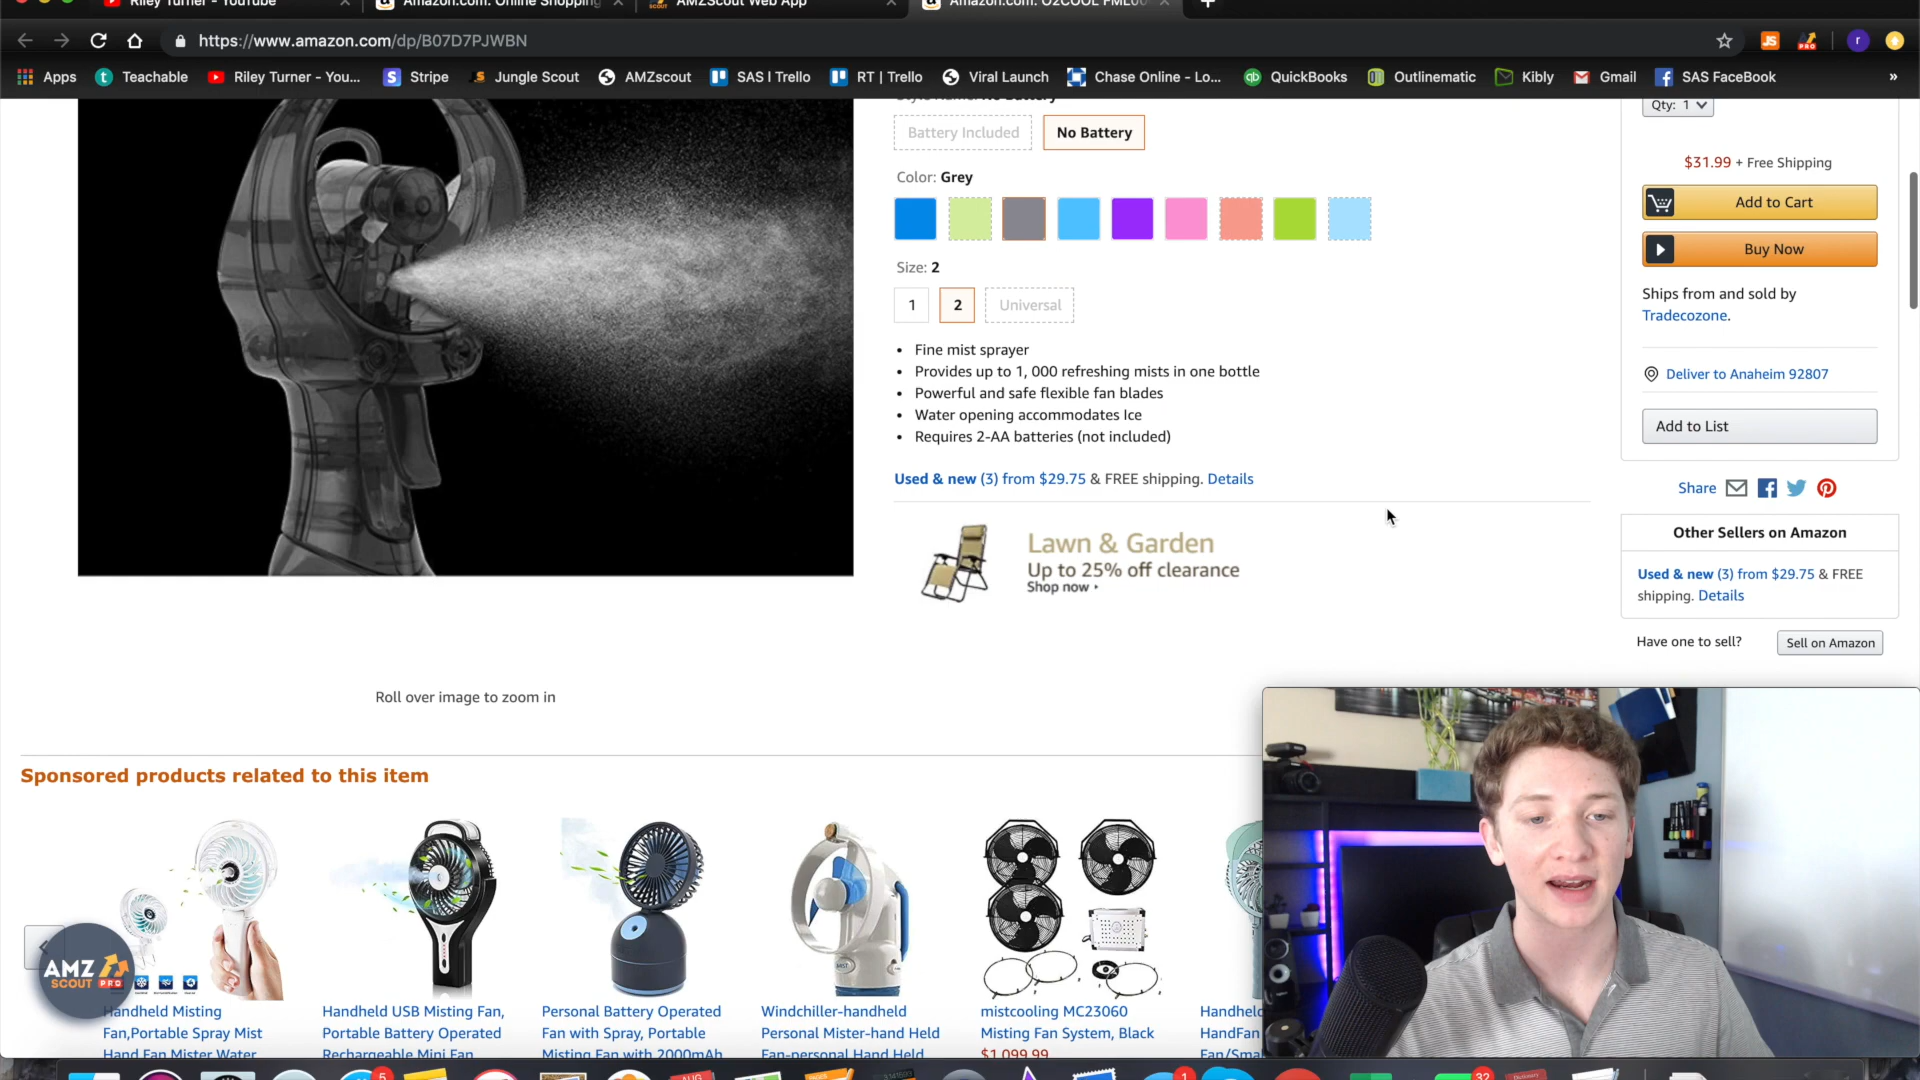 Riley Turner - YouTube
Amazon.com: Online Shopping
AMZScout Web App
Amazon.com: O2COOL FML00
https://www.amazon.com/dp/B07D7PJWBN
Apps
Teachable
Riley Turner - You...
Stripe
Jungle Scout
AMZscout
SAS | Trello
RT | Trello
Viral Launch
Chase Online - Lo...
QuickBooks
Outlinematic
Kibly
Gmail
SAS FaceBook
»
Style Name: No Battery
Battery Included
No Battery
Color: Grey
Size: 2
1
2
Universal
• Fine mist sprayer
• Provides up to 1, 000 refreshing mists in one bottle
• Powerful and safe flexible fan blades
• Water opening accommodates Ice
• Requires 2-AA batteries (not included)
Used & new (3) from $29.75 & FREE shipping. Details
Lawn & Garden
Up to 25% off clearance
Shop now
Roll over image to zoom in
Qty: 1
$31.99 + Free Shipping
Add to Cart
Buy Now
Ships from and sold by
Tradecozone.
Deliver to Anaheim 92807
Add to List
Share
Other Sellers on Amazon
Used & new (3) from $29.75 & FREE
shipping. Details
Have one to sell?
Sell on Amazon
Sponsored products related to this item
AMZ
SCOUT PRO
Handheld Misting
Fan,Portable Spray Mist
Hand Fan Mister Water
Handheld USB Misting Fan,
Portable Battery Operated
Rechargeable Mini Fan
Personal Battery Operated
Fan with Spray, Portable
Misting Fan with 2000mAh
Windchiller-handheld
Personal Mister-hand Held
Fan-personal Hand Held
mistcooling MC23060
Misting Fan System, Black
$1,099.99
Handheld
HandFan
Fan/Smal
5
AUG
1
32